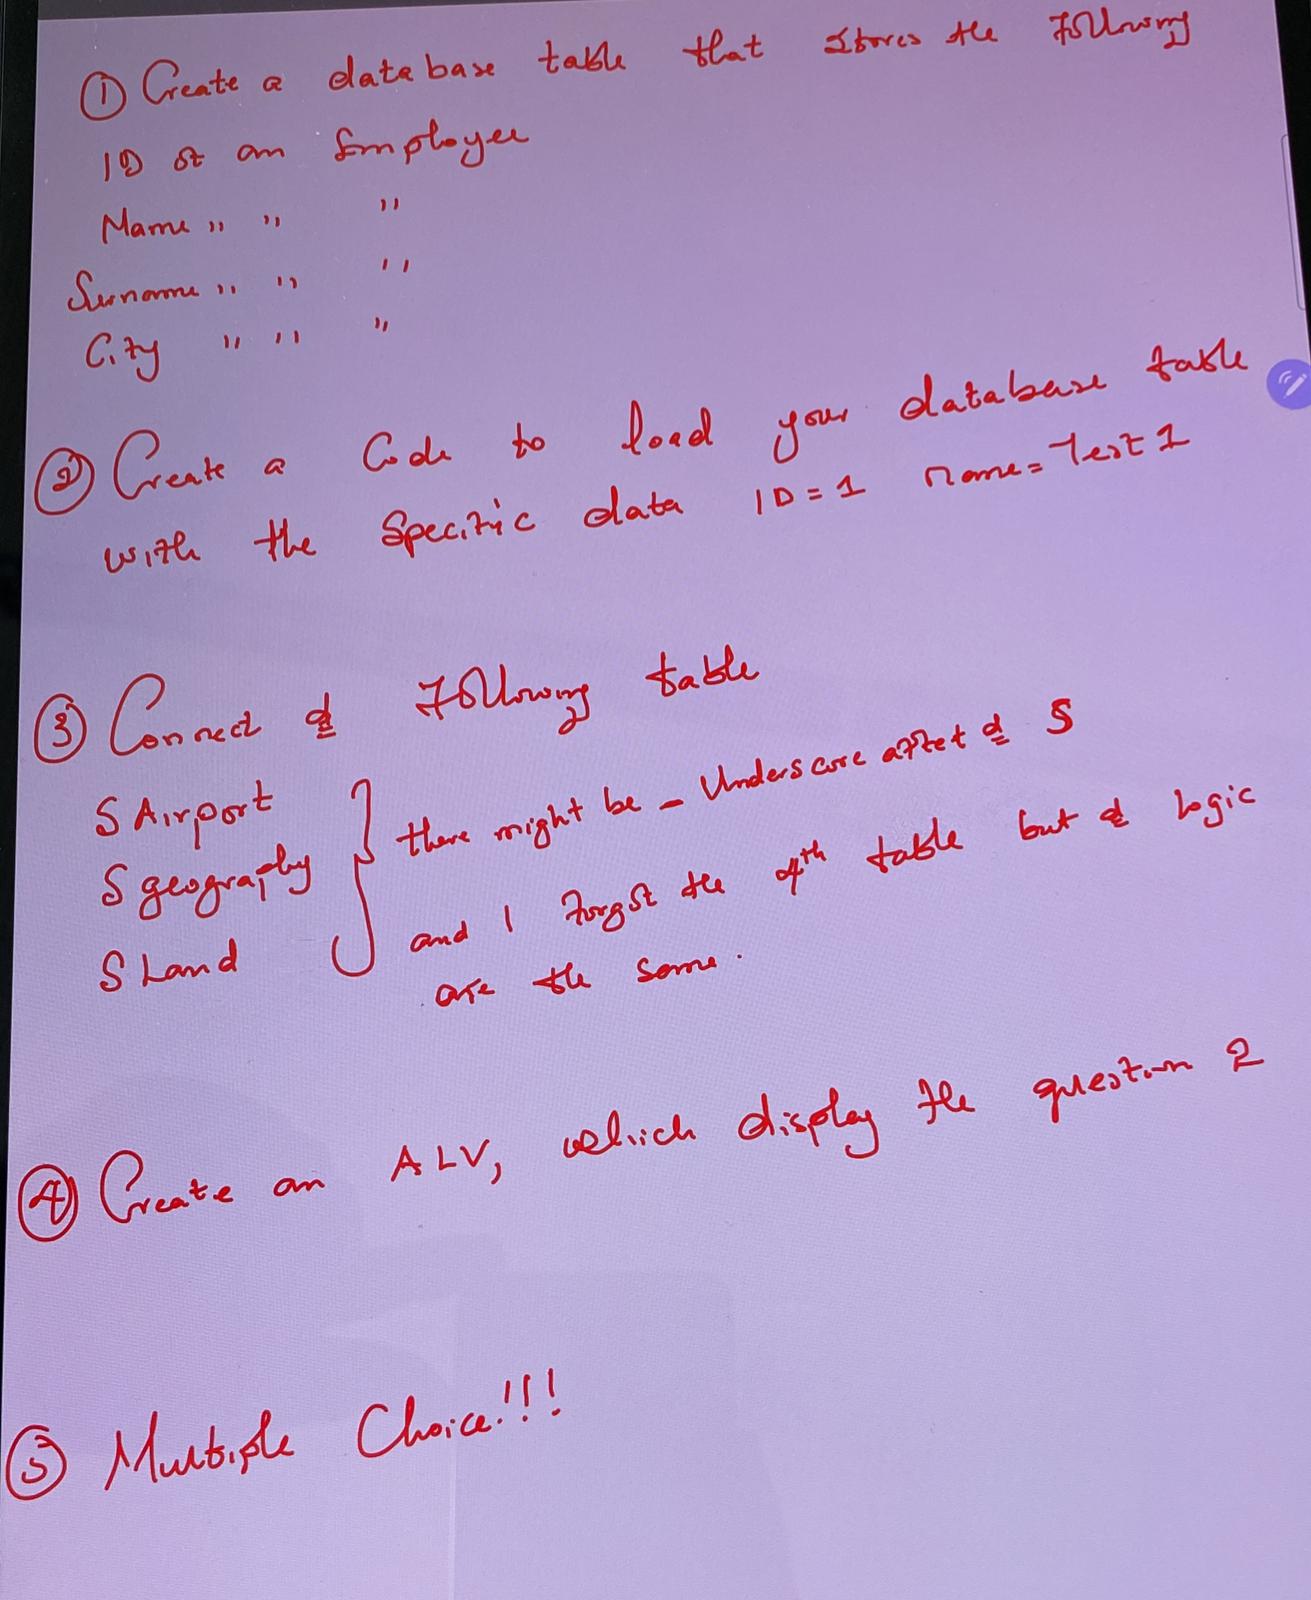 ① Create a database table that stores the following
ID of an Employee
Name ,, ,, ,,
Surname ,, ,, ,,
City ,, ,, ,,
② Create a Code to load your database table
with the Specific data ID=1 name=Test 1
③ Connect d following table
S Airport
S geography
S Land
there might be _ Underscore after d S
and I forgot the 4th table but d logic
are the same.
④ Create an ALV, which display the question 2
⑤ Multiple Choice!!!